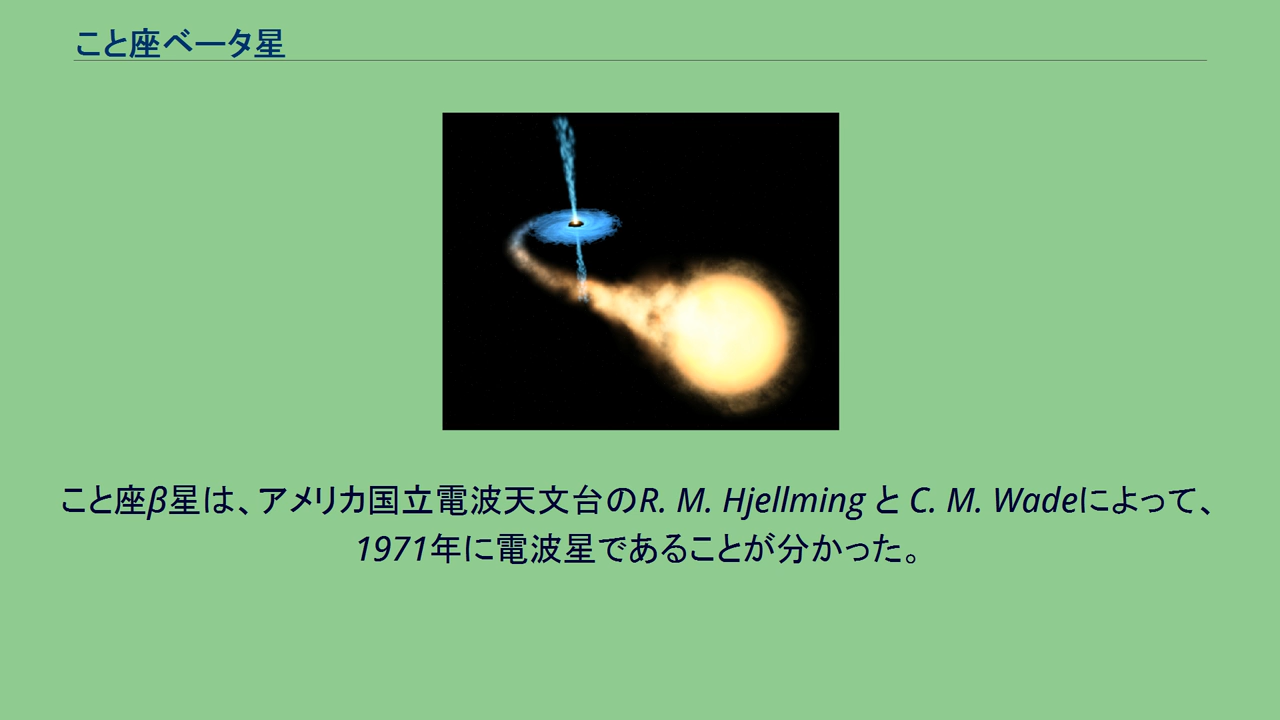 こと座ベータ星
こと座β星は、アメリカ国立電波天文台のR. M. Hjellming と C. M. Wadeによって、
1971年に電波星であることが分かった。